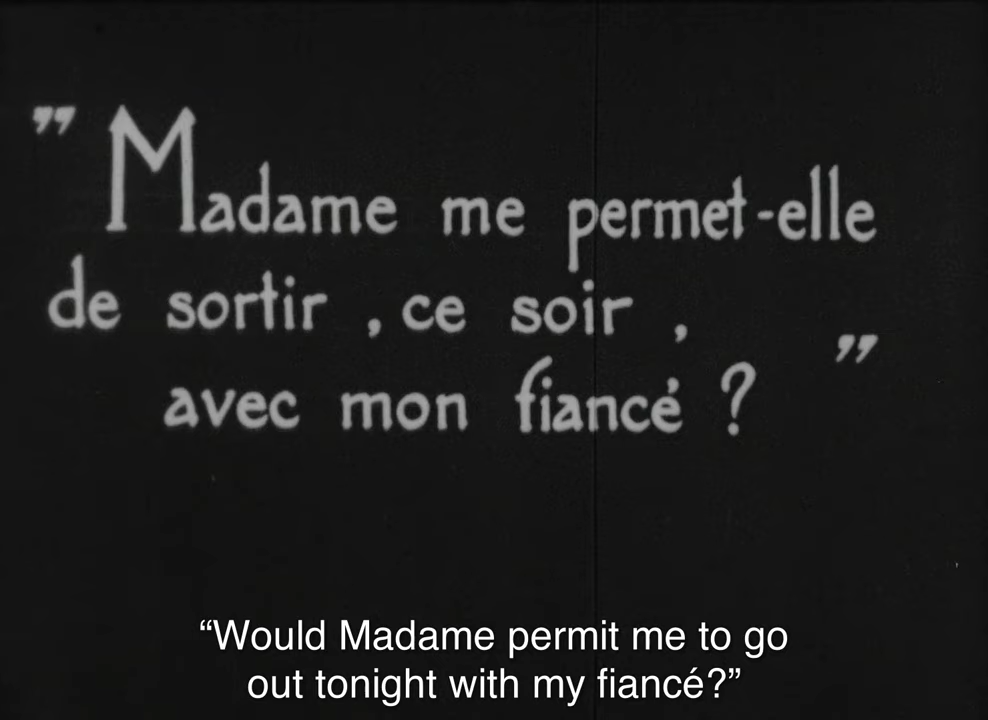 ” Madame me permet-elle
de sortir, ce soir,
avec mon fiancé ? ”
“Would Madame permit me to go
out tonight with my fiancé?”